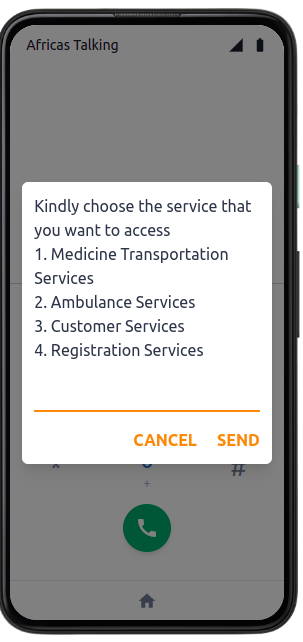 Africas Talking
Kindly choose the service that
you want to access
1. Medicine Transportation
Services
2. Ambulance Services
3. Customer Services
4. Registration Services
CANCEL SEND
#
+